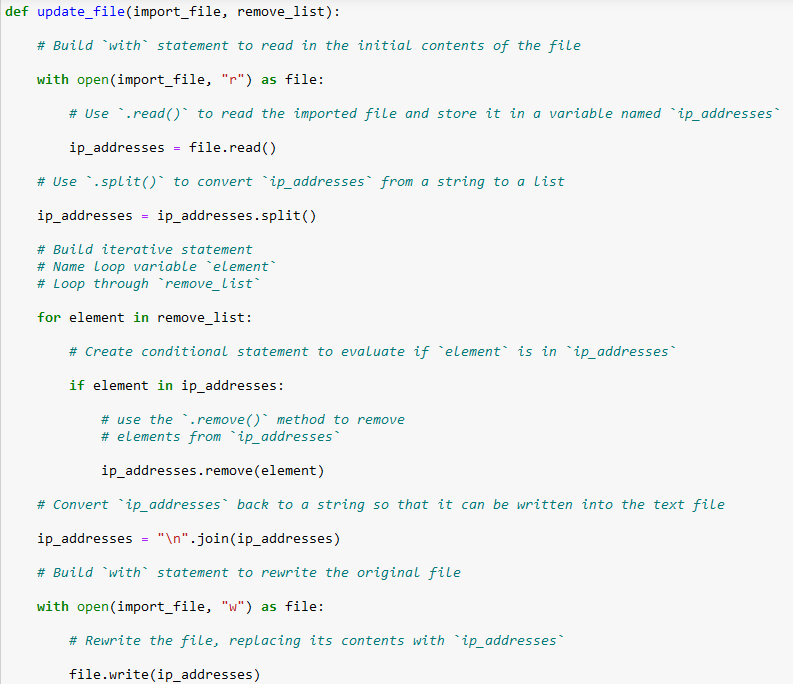 def update_file(import_file, remove_list):
    # Build `with` statement to read in the initial contents of the file
    with open(import_file, "r") as file:
        # Use `.read()` to read the imported file and store it in a variable named `ip_addresses`
        ip_addresses = file.read()
    # Use `.split()` to convert `ip_addresses` from a string to a list
    ip_addresses = ip_addresses.split()
    # Build iterative statement
    # Name loop variable `element`
    # Loop through `remove_list`
    for element in remove_list:
        # Create conditional statement to evaluate if `element` is in `ip_addresses`
        if element in ip_addresses:
            # use the `.remove()` method to remove
            # elements from `ip_addresses`
            ip_addresses.remove(element)
    # Convert `ip_addresses` back to a string so that it can be written into the text file
    ip_addresses = "\n".join(ip_addresses)
    # Build `with` statement to rewrite the original file
    with open(import_file, "w") as file:
        # Rewrite the file, replacing its contents with `ip_addresses`
        file.write(ip_addresses)